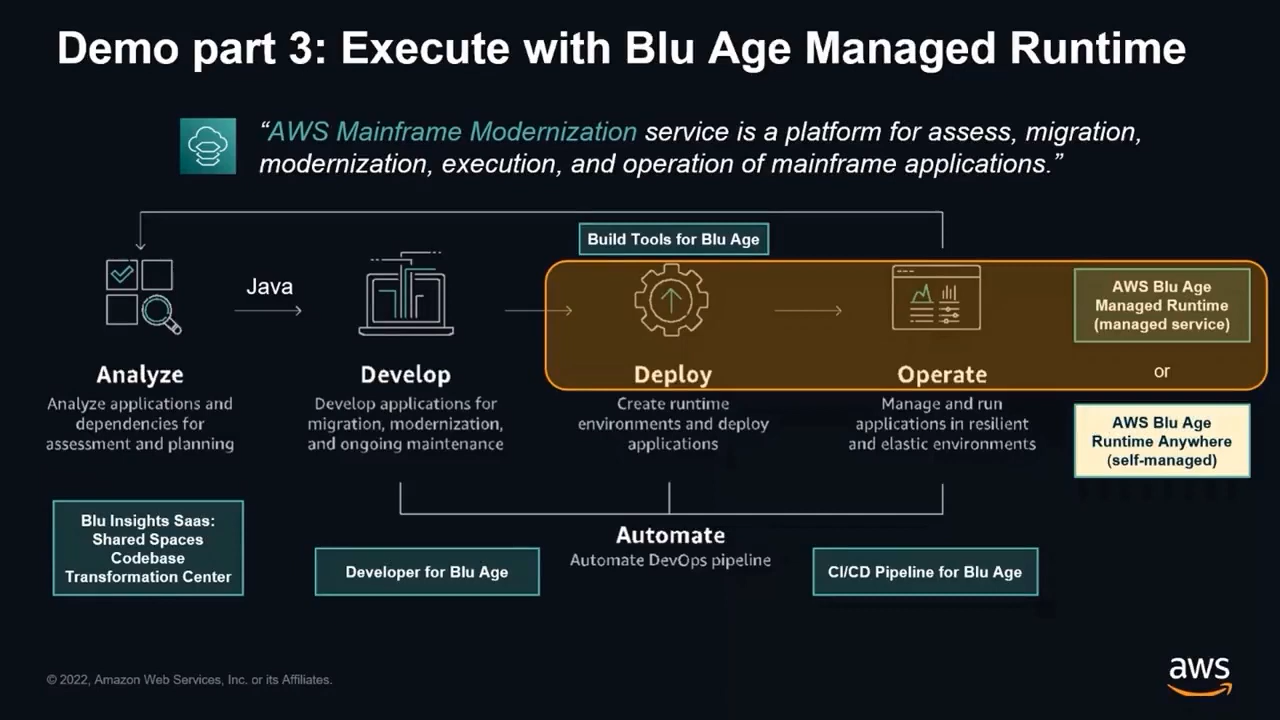 Demo part 3: Execute with Blu Age Managed Runtime
“AWS Mainframe Modernization service is a platform for assess, migration,
modernization, execution, and operation of mainframe applications.”
Build Tools for Blu Age
Java
AWS Blu Age
Managed Runtime
(managed service)
or
AWS Blu Age
Runtime Anywhere
(self-managed)
Analyze
Analyze applications and
dependencies for
assessment and planning
Develop
Develop applications for
migration, modernization,
and ongoing maintenance
Deploy
Create runtime
environments and deploy
applications
Operate
Manage and run
applications in resilient
and elastic environments
Blu Insights Saas:
Shared Spaces
Codebase
Transformation Center
Developer for Blu Age
Automate
Automate DevOps pipeline
CI/CD Pipeline for Blu Age
© 2022, Amazon Web Services, Inc. or its Affiliates.
aws